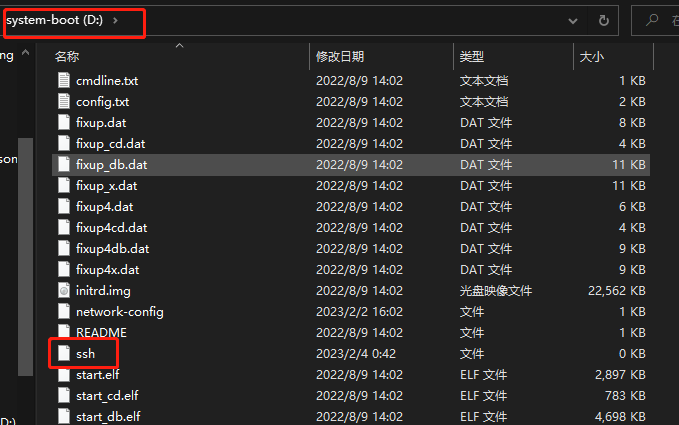 system-boot (D:)
在
名称 修改日期 类型 大小
cmdline.txt 2022/8/9 14:02 文本文档 1 KB
config.txt 2022/8/9 14:02 文本文档 2 KB
fixup.dat 2022/8/9 14:02 DAT 文件 8 KB
fixup_cd.dat 2022/8/9 14:02 DAT 文件 4 KB
fixup_db.dat 2022/8/9 14:02 DAT 文件 11 KB
fixup_x.dat 2022/8/9 14:02 DAT 文件 11 KB
fixup4.dat 2022/8/9 14:02 DAT 文件 6 KB
fixup4cd.dat 2022/8/9 14:02 DAT 文件 4 KB
fixup4db.dat 2022/8/9 14:02 DAT 文件 9 KB
fixup4x.dat 2022/8/9 14:02 DAT 文件 9 KB
initrd.img 2022/8/9 14:02 光盘映像文件 22,562 KB
network-config 2023/2/2 16:02 文件 1 KB
README 2022/8/9 14:02 文件 1 KB
ssh 2023/2/4 0:42 文件 0 KB
start.elf 2022/8/9 14:02 ELF 文件 2,897 KB
start_cd.elf 2022/8/9 14:02 ELF 文件 783 KB
start_db.elf 2022/8/9 14:02 ELF 文件 4,698 KB
ng
son
(D:)